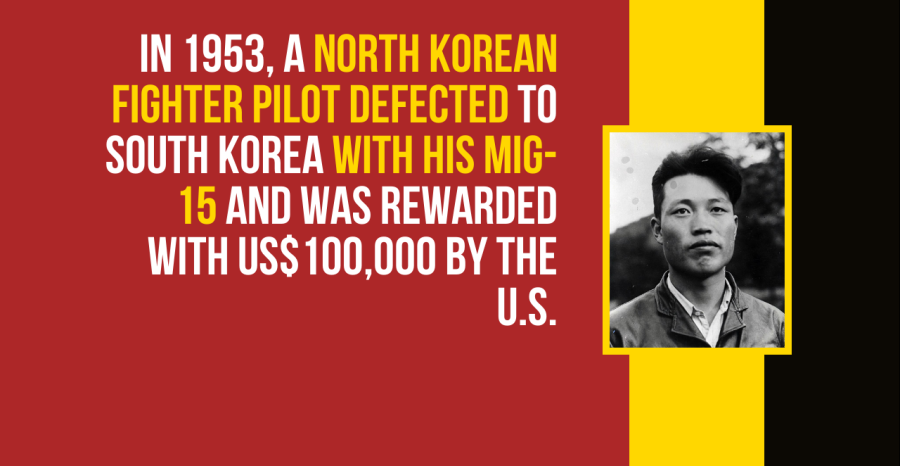 IN 1953, A NORTH KOREAN
FIGHTER PILOT DEFECTED TO
SOUTH KOREA WITH HIS MIG-
15 AND WAS REWARDED
WITH US$100,000 BY THE
U.S.